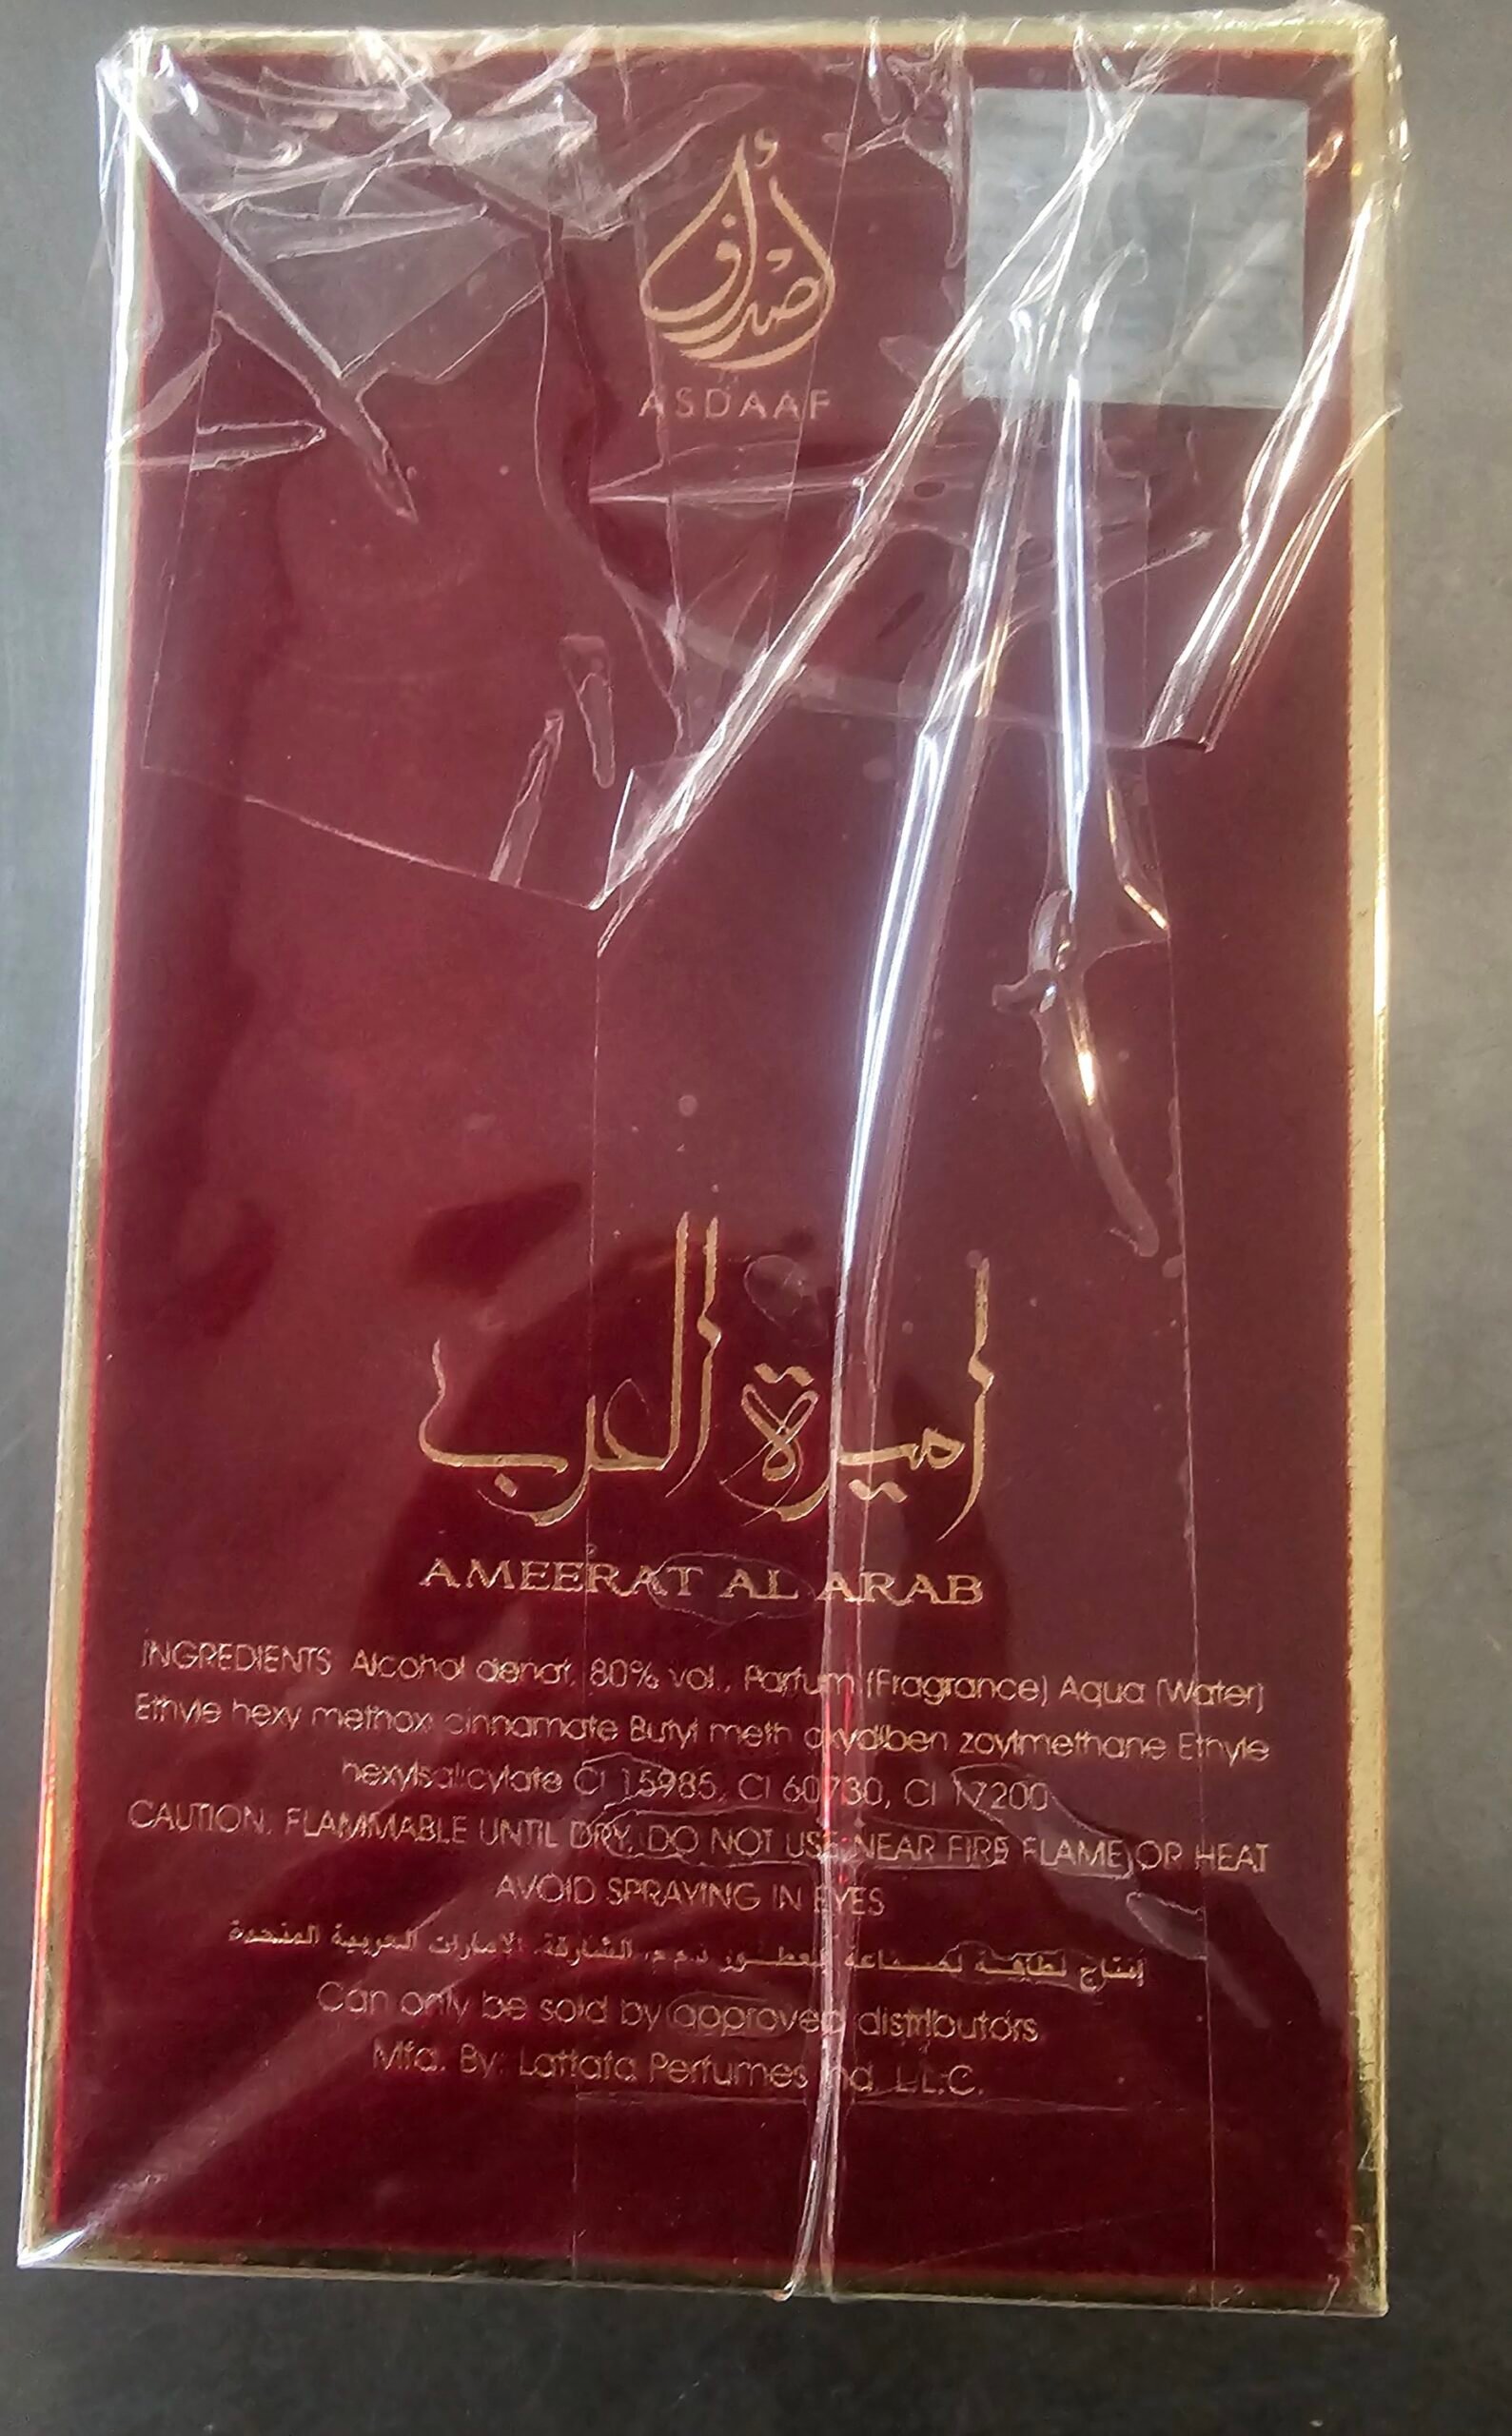 أصداف
ASDAAF
اميرة العرب
AMEERAT AL ARAB
INGREDIENTS Alcohol denat, 80% vol., Parfum (Fragrance) Aqua (Water)
Ethyle hexy methox cinnamate Butyl meth oxydiben zoylmethane Ethyle
hexylsalicylate CI 15985, CI 60730, CI 17200
CAUTION: FLAMMABLE UNTIL DRY, DO NOT USE NEAR FIRE FLAME OR HEAT
AVOID SPRAYING IN EYES
إنتاج لطافة لصناعة العطور ذ.م.م. الشارقة، الامارات العربية المتحدة
Can only be sold by approved distributors
Mfd. By: Lattafa Perfumes Ind. L.L.C.